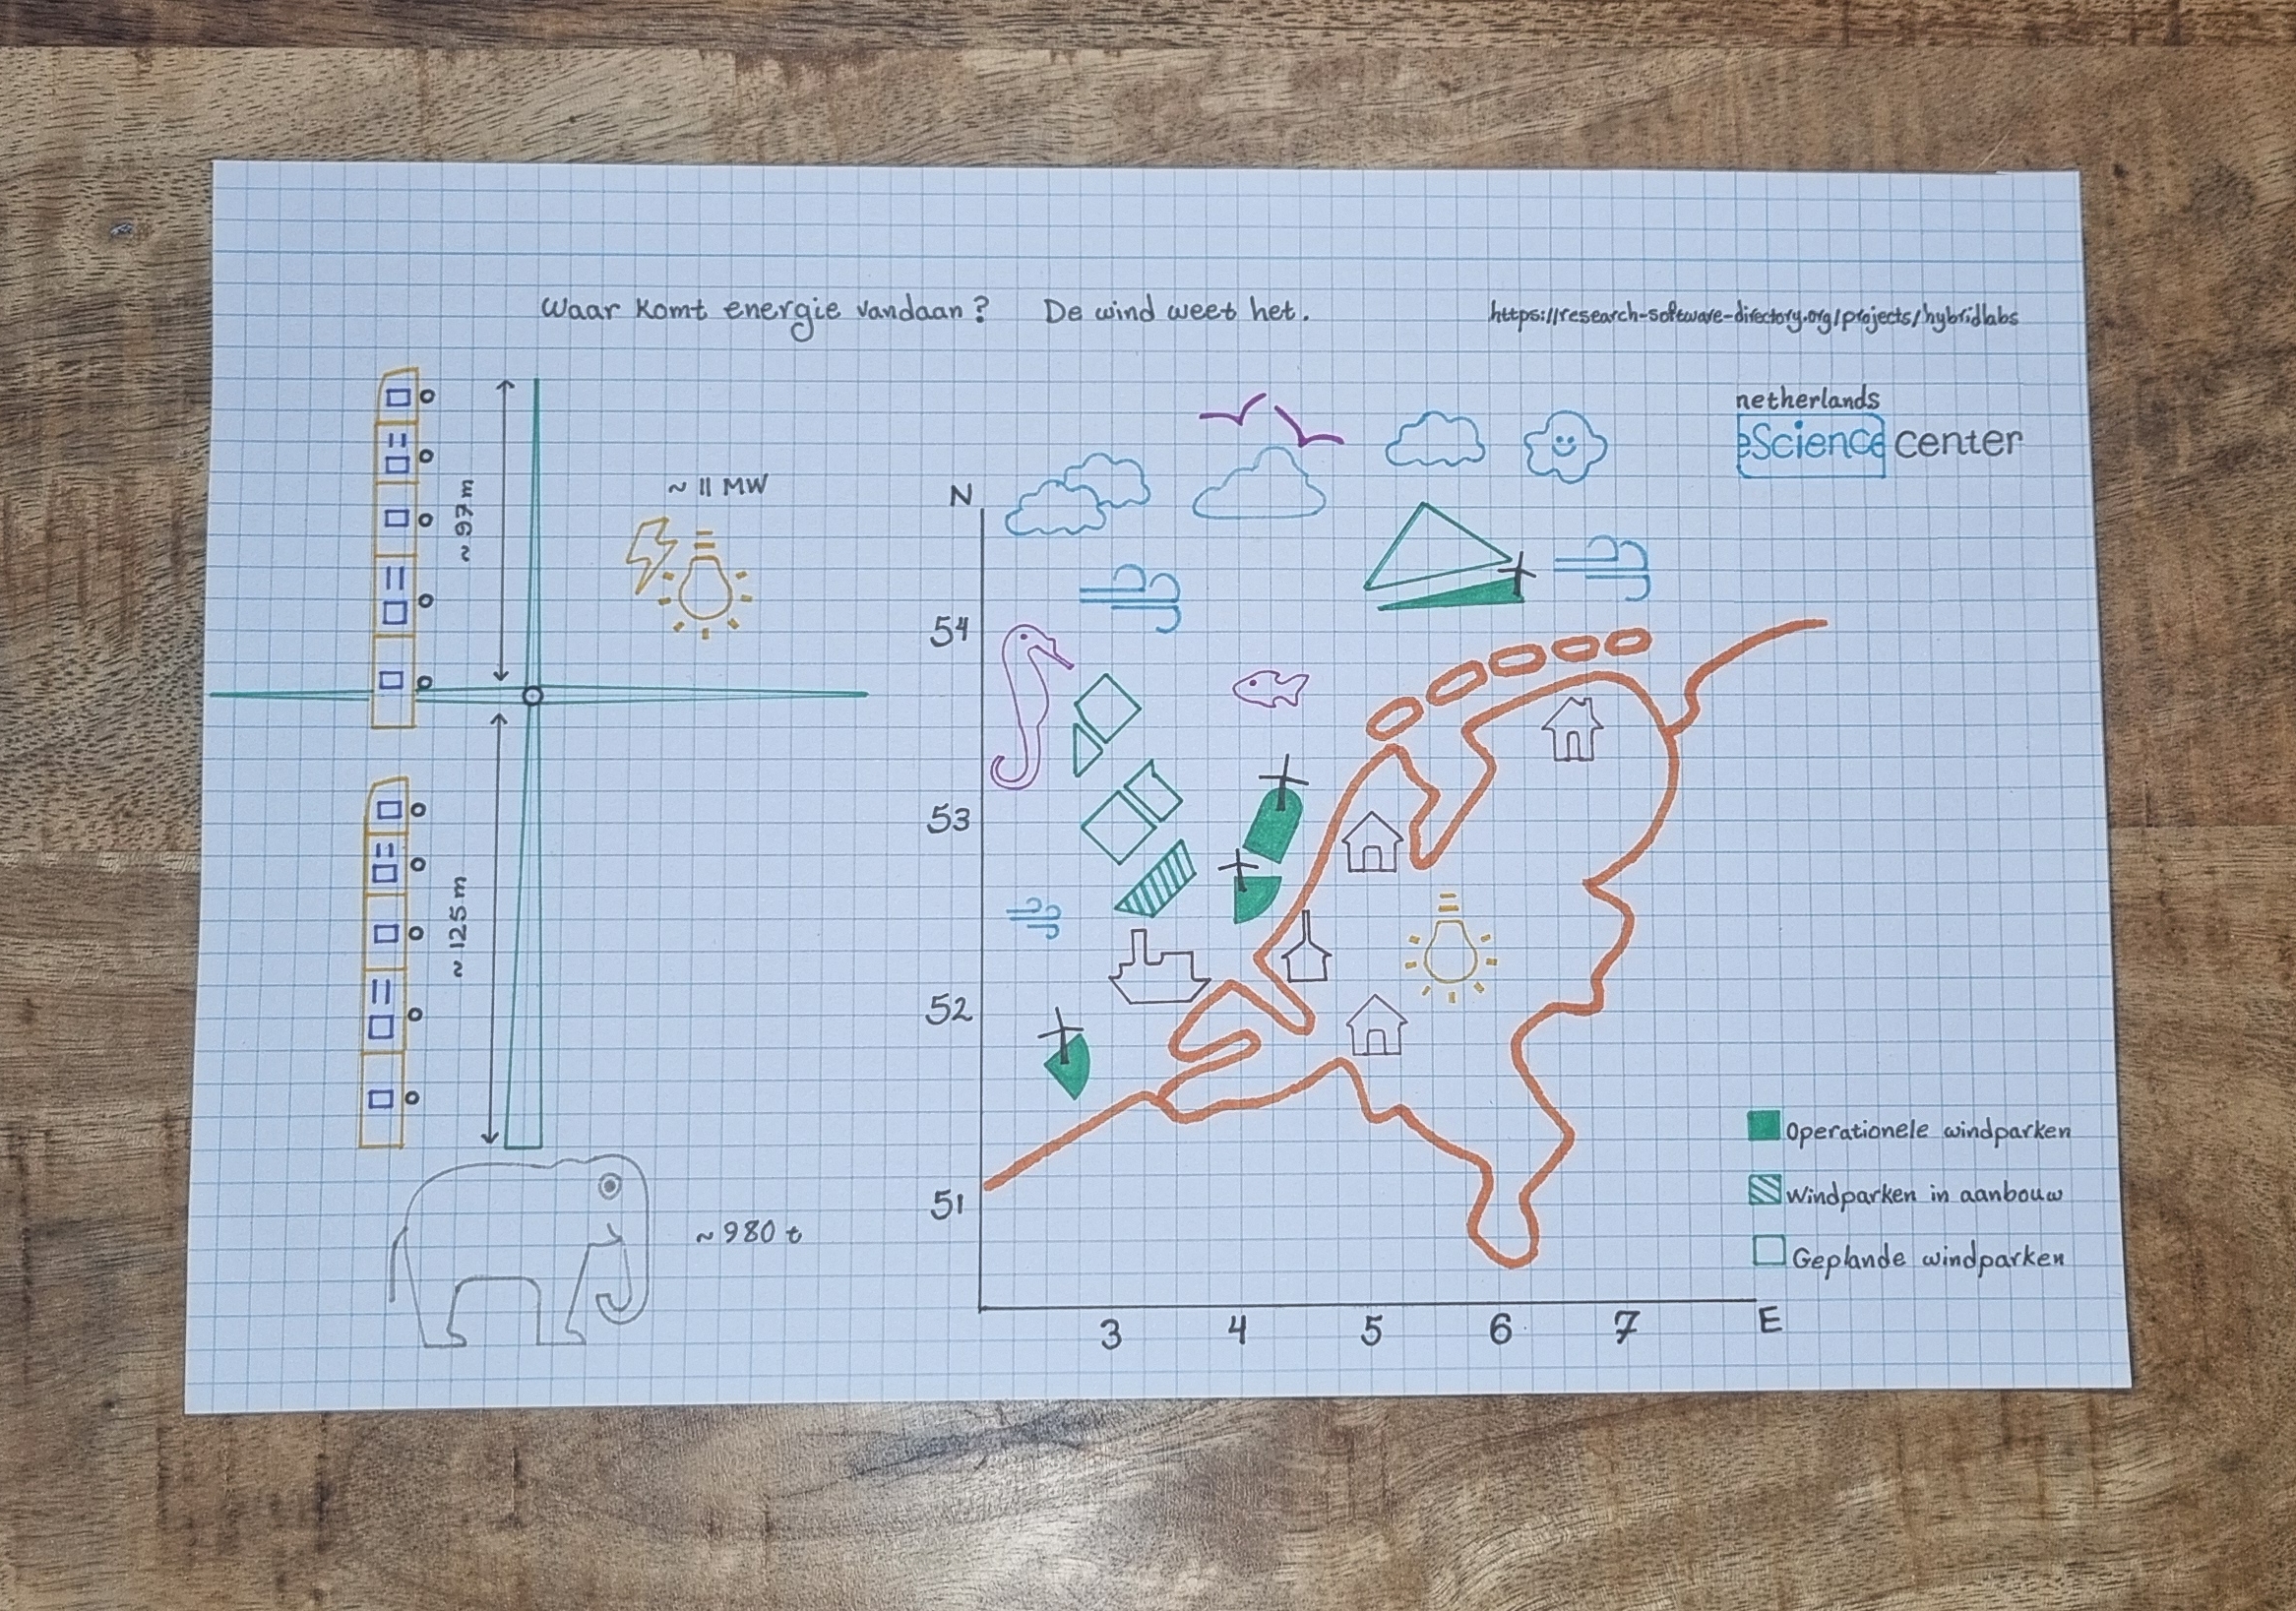 Waar komt energie vandaan? De wind weet het.
https://research-software-directory.org/projects/hybridlabs
netherlands
eScience center
~ 97 m
~ 11 MW
~ 125 m
~ 980 t
N
54
53
52
51
3 4 5 6 7 E
Operationele windparken
Windparken in aanbouw
Geplande windparken